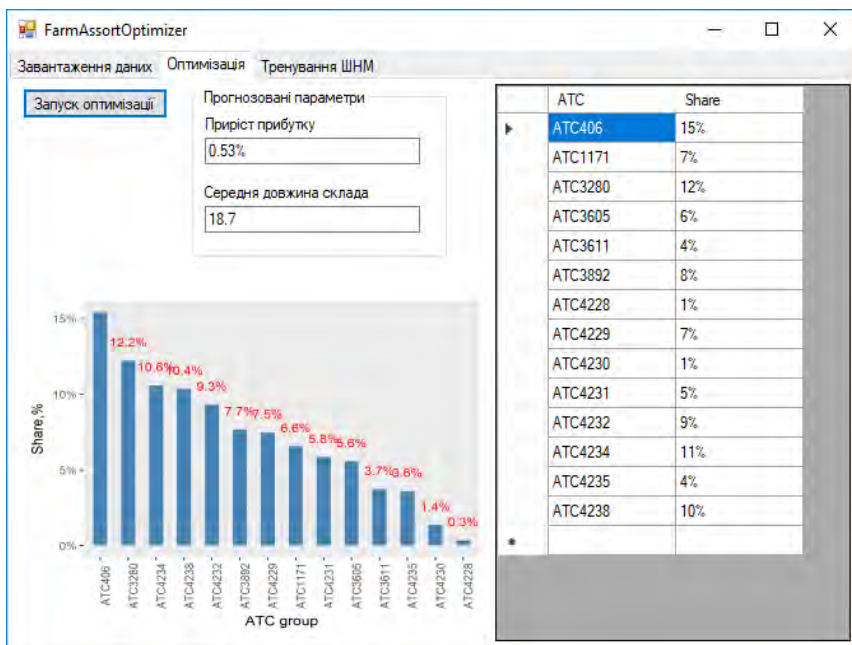 FarmAssortOptimizer
Завантаження даних Оптимізація Тренування ШНМ
Запуск оптимізації
Прогнозовані параметри
Приріст прибутку
0.53%
Середня довжина склада
18.7
ATC Share
ATC406 15%
ATC1171 7%
ATC3280 12%
ATC3605 6%
ATC3611 4%
ATC3892 8%
ATC4228 1%
ATC4229 7%
ATC4230 1%
ATC4231 5%
ATC4232 9%
ATC4234 11%
ATC4235 4%
ATC4238 10%
Share,%
15%
10%
5%
0%
12.2%
10.6%
10.4%
9.3%
7.7%
7.5%
6.6%
5.8%
5.6%
3.7%
3.6%
1.4%
0.3%
ATC406
ATC3280
ATC4234
ATC4238
ATC4232
ATC3892
ATC4229
ATC1171
ATC4231
ATC3605
ATC3611
ATC4235
ATC4230
ATC4228
ATC group